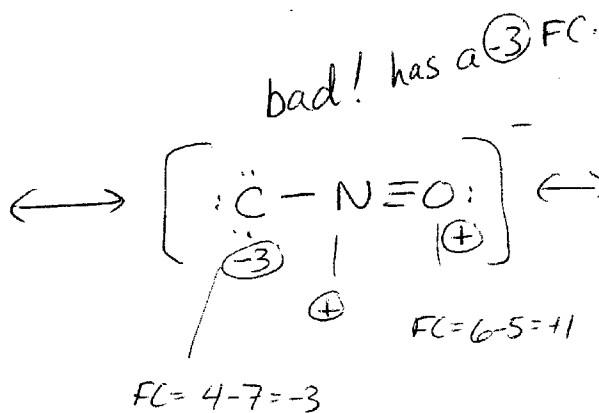 bad! has a -3 FC.
⟷ [:C̈ – N ≡ O:]⁻ ⟷
-3 + +
FC = 6-5 = +1
FC = 4-7 = -3